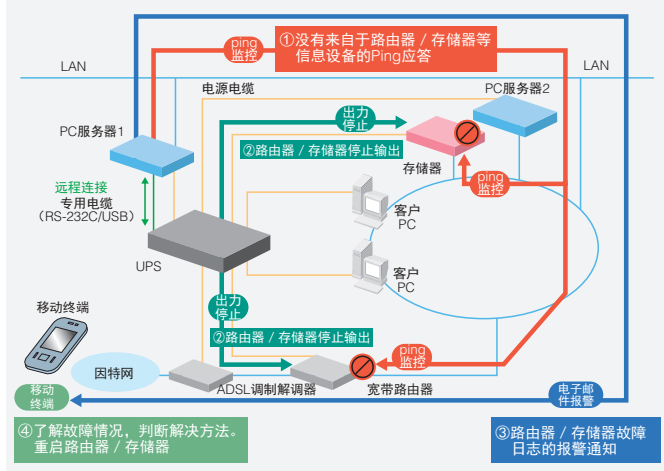 ping
监控
①没有来自于路由器 / 存储器等
信息设备的Ping应答
LAN
LAN
电源电缆
PC服务器2
出力
停止
PC服务器1
②路由器 / 存储器停止输出
存储器
ping
监控
远程连接
专用电缆
（RS-232C/USB）
客户
PC
UPS
客户
PC
出力
停止
移动终端
②路由器 / 存储器停止输出
ping
监控
因特网
ADSL调制解调器
宽带路由器
移动
终端
电子邮
件报警
④了解故障情况，判断解决方法。
重启路由器 / 存储器
③路由器 / 存储器故障
日志的报警通知